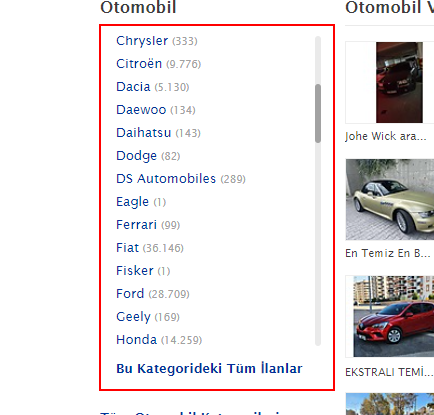 Otomobil
Chrysler (333)
Citroën (9.776)
Dacia (5.130)
Daewoo (134)
Daihatsu (143)
Dodge (82)
DS Automobiles (289)
Eagle (1)
Ferrari (99)
Fiat (36.146)
Fisker (1)
Ford (28.709)
Geely (169)
Honda (14.259)
Bu Kategorideki Tüm İlanlar
Otomobil V
Johe Wick ara...
En Temiz En B...
EKSTRALI TEMİ...